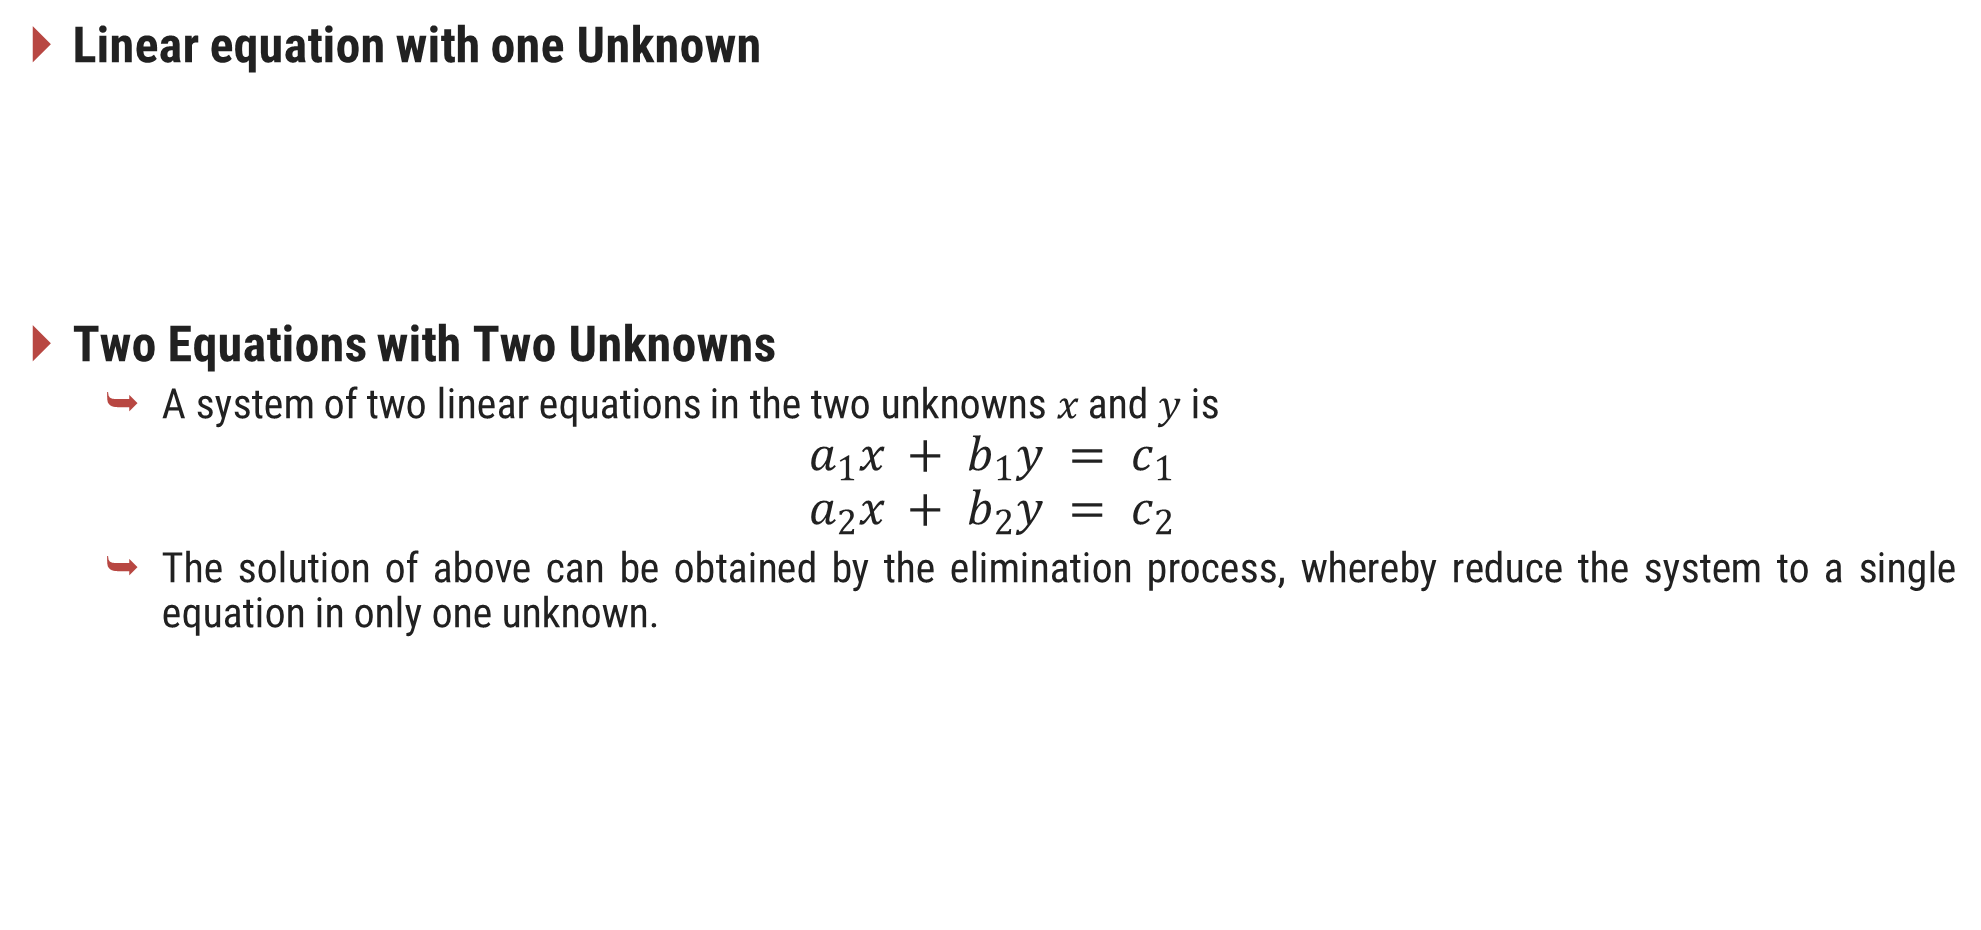 Linear equation with one Unknown
Two Equations with Two Unknowns
A system of two linear equations in the two unknowns x and y is
a₁x + b₁y = c₁
a₂x + b₂y = c₂
The solution of above can be obtained by the elimination process, whereby reduce the system to a single
equation in only one unknown.